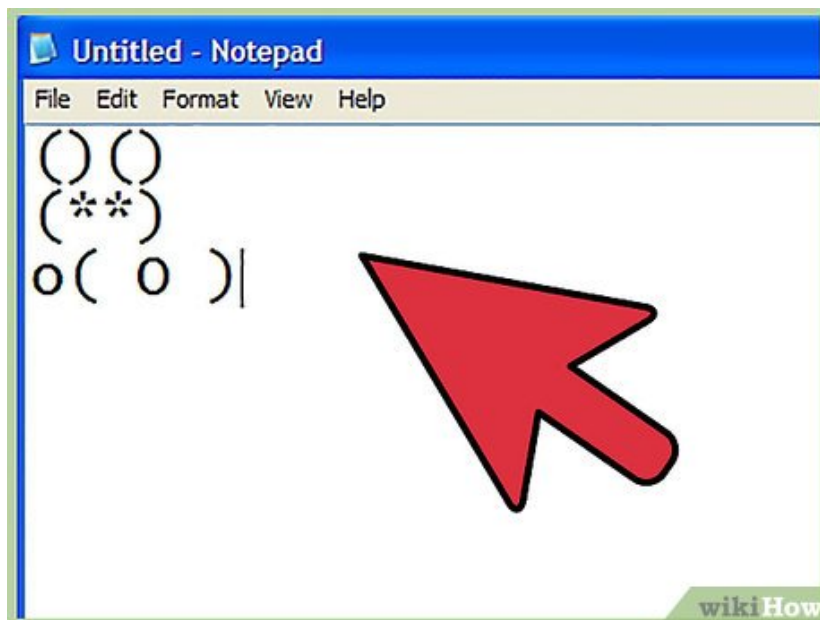 Untitled - Notepad
File Edit Format View Help
() ()
(**)
o( O )
wikiHow